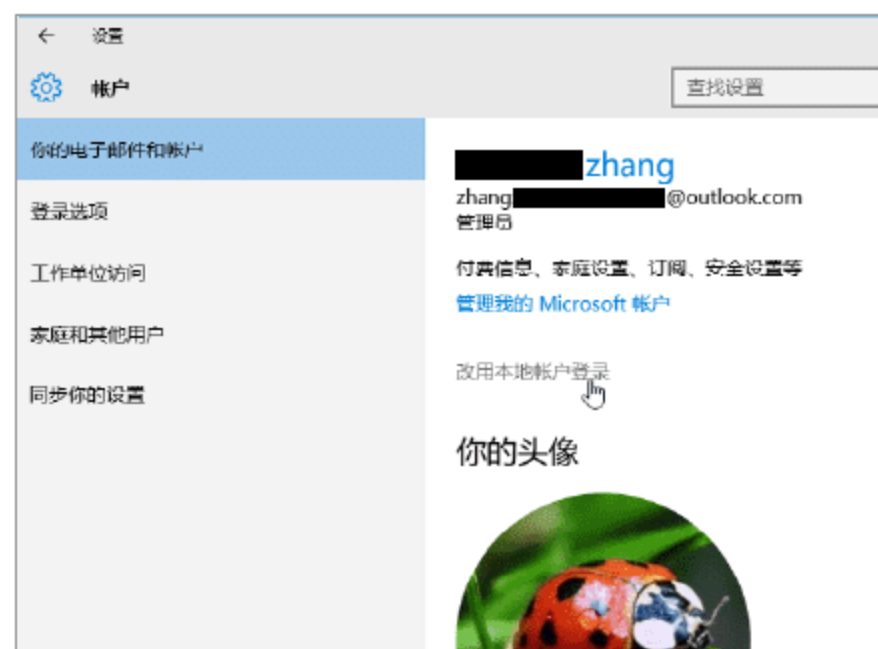 设置
帐户
查找设置
你的电子邮件和帐户
登录选项
工作单位访问
家庭和其他用户
同步你的设置
zhang
zhang @outlook.com
管理员
付费信息、家庭设置、订阅、安全设置等
管理我的 Microsoft 帐户
改用本地帐户登录
你的头像